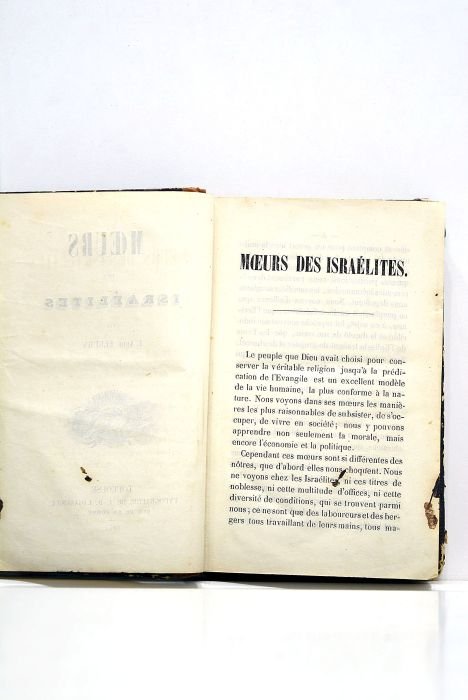 MŒURS DES ISRAÉLITES.
Le peuple que Dieu avait choisi pour con-
server la véritable religion jusqu'à la prédi-
cation de l'Evangile est un excellent modèle
de la vie humaine, la plus conforme à la na-
ture. Nous voyons dans ses mœurs les maniè-
res les plus raisonnables de subsister, de s'oc-
cuper, de vivre en société; nous y pouvons
apprendre non seulement la morale, mais
encore l'économie et la politique.
Cependant ces mœurs sont si différentes des
nôtres, que d'abord elles nous choquent. Nous
ne voyons chez les Israélites ni ces titres de
noblesse, ni cette multitude d'offices, ni cette
diversité de conditions, qui se trouvent parmi
nous; ce ne sont que des laboureurs et des ber-
gers tous travaillant de leurs mains, tous ma-